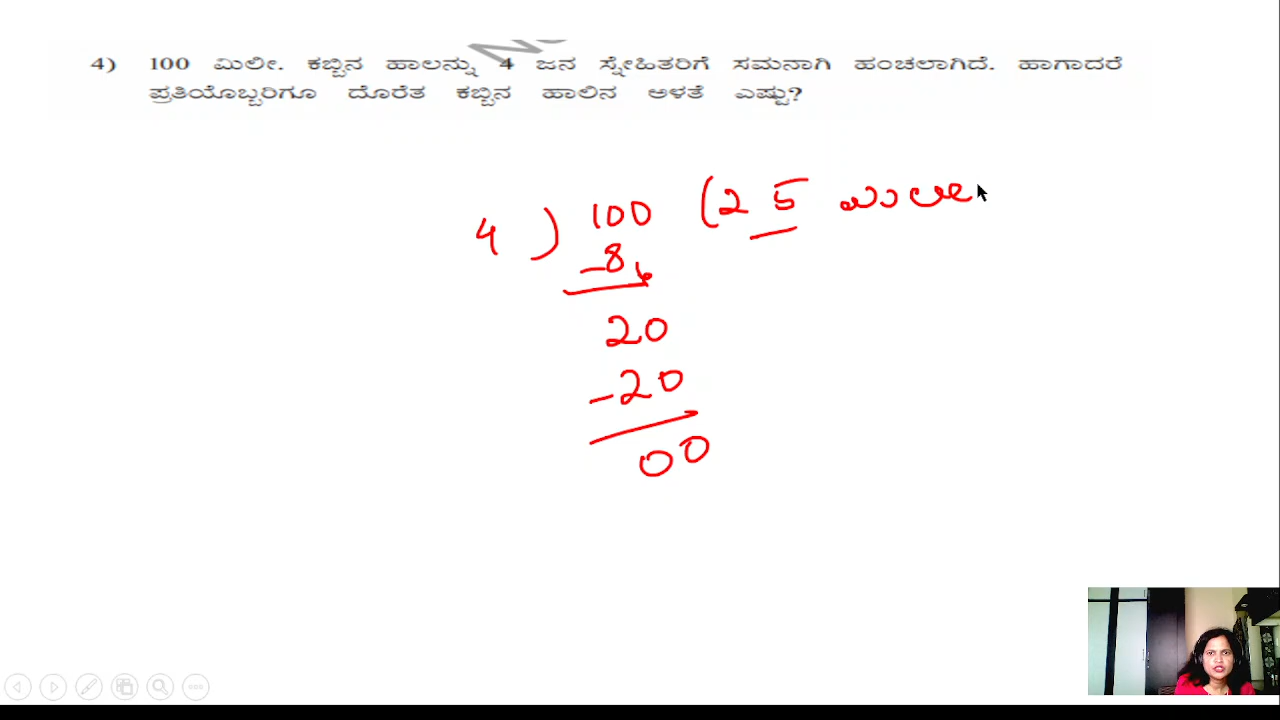 4) 100 ಮಿಲೀ. ಕಬ್ಬಿನ ಹಾಲನ್ನು 4 ಜನ ಸ್ನೇಹಿತರಿಗೆ ಸಮನಾಗಿ ಹಂಚಲಾಗಿದೆ. ಹಾಗಾದರೆ
ಪ್ರತಿಯೊಬ್ಬರಿಗೂ ದೊರೆತ ಕಬ್ಬಿನ ಹಾಲಿನ ಅಳತೆ ಎಷ್ಟು?
4 ) 100 ( 25
-8
20
-20
00